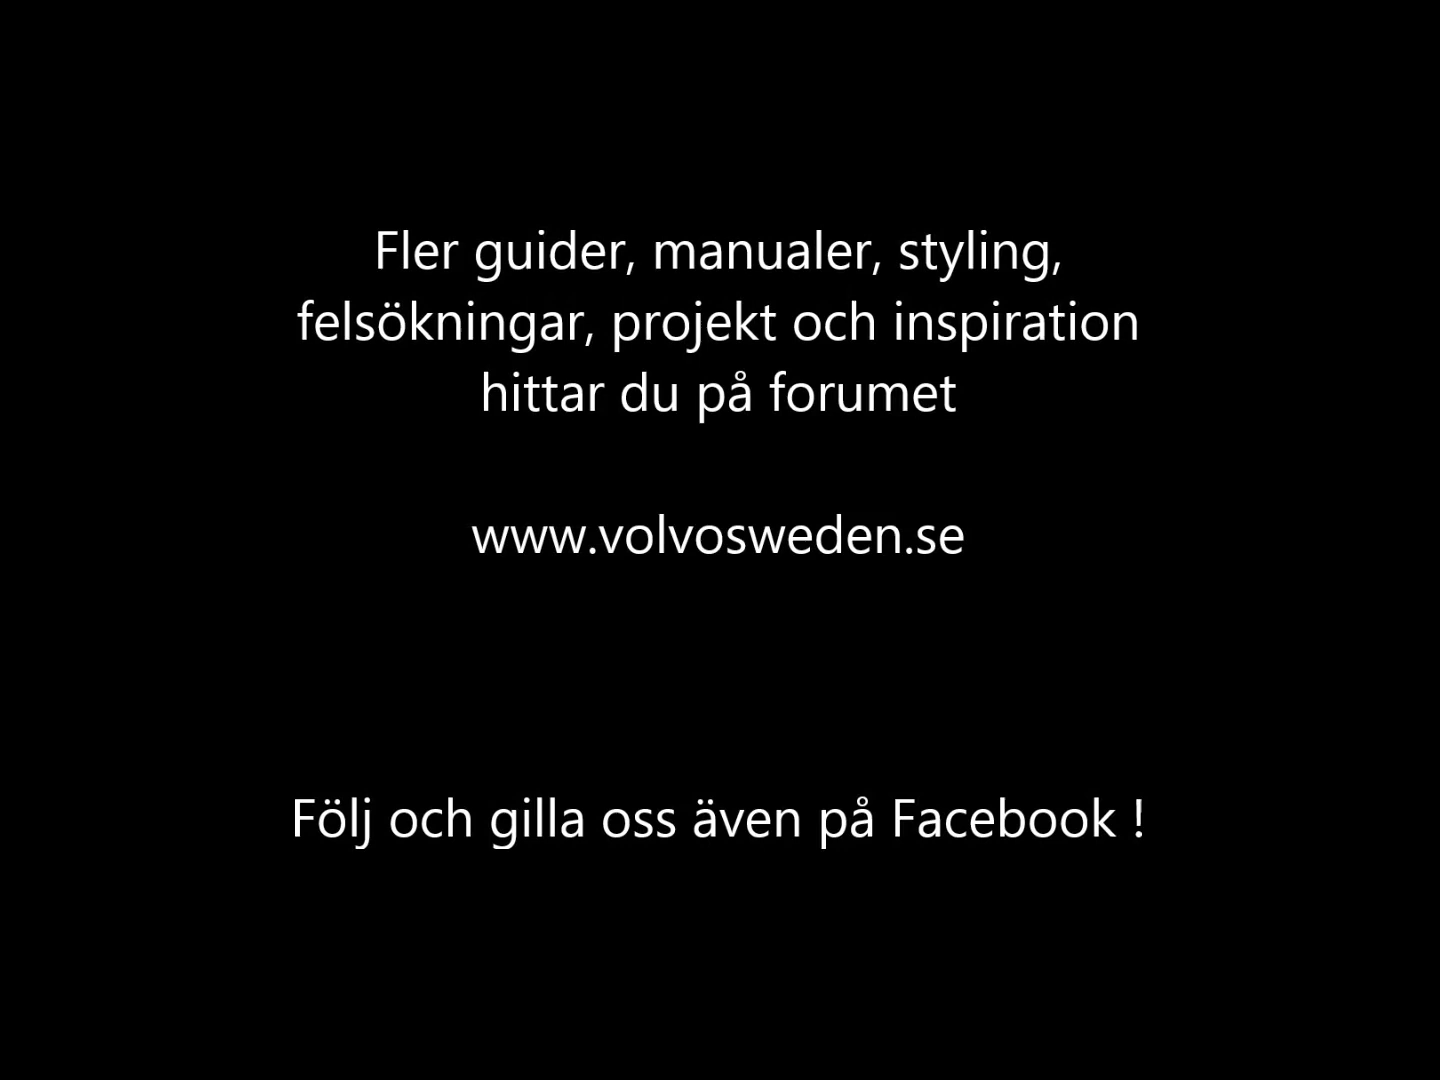 Fler guider, manualer, styling,
felsökningar, projekt och inspiration
hittar du på forumet
www.volvosweden.se
Följ och gilla oss även på Facebook !